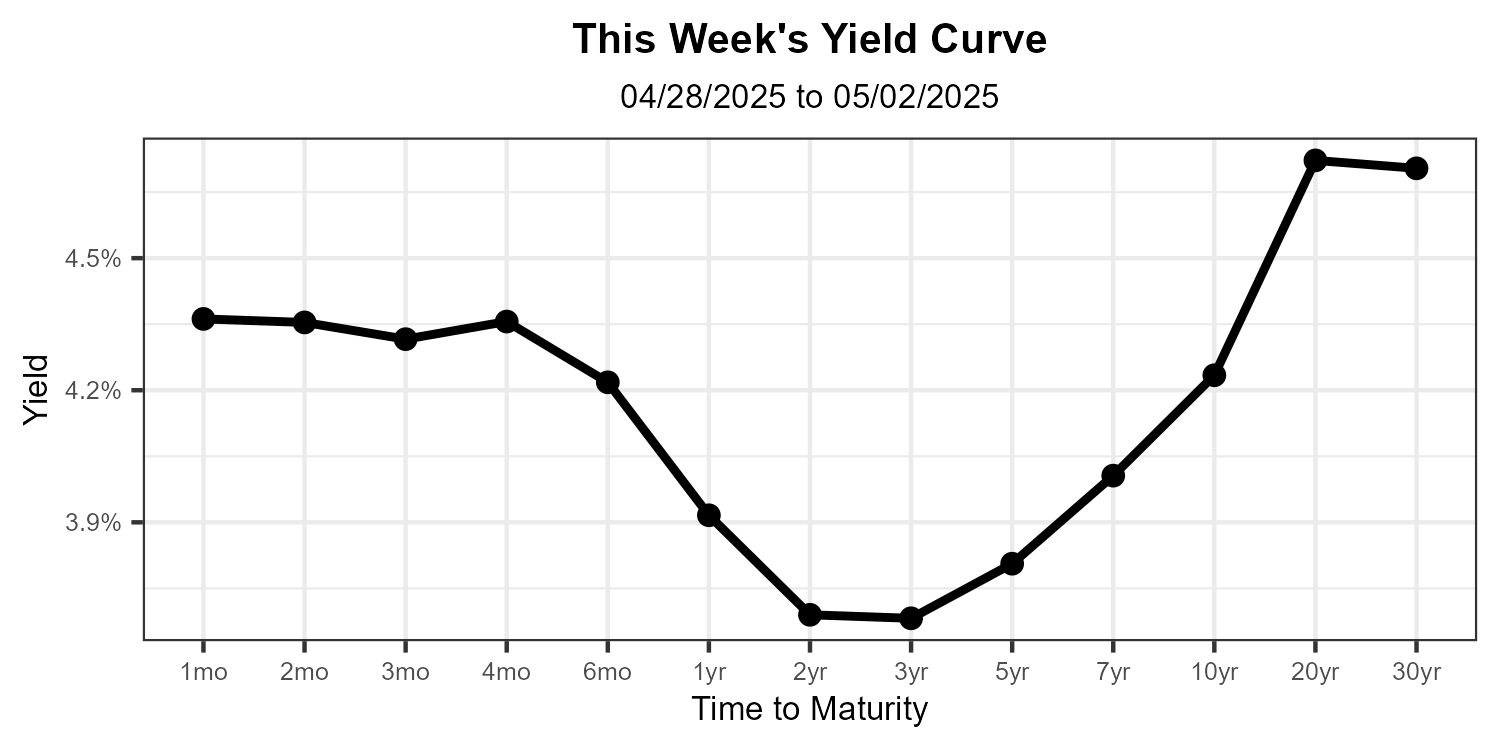 This Week's Yield Curve
04/28/2025 to 05/02/2025
Yield
4.5%
4.2%
3.9%
1mo 2mo 3mo 4mo 6mo 1yr 2yr 3yr 5yr 7yr 10yr 20yr 30yr
Time to Maturity